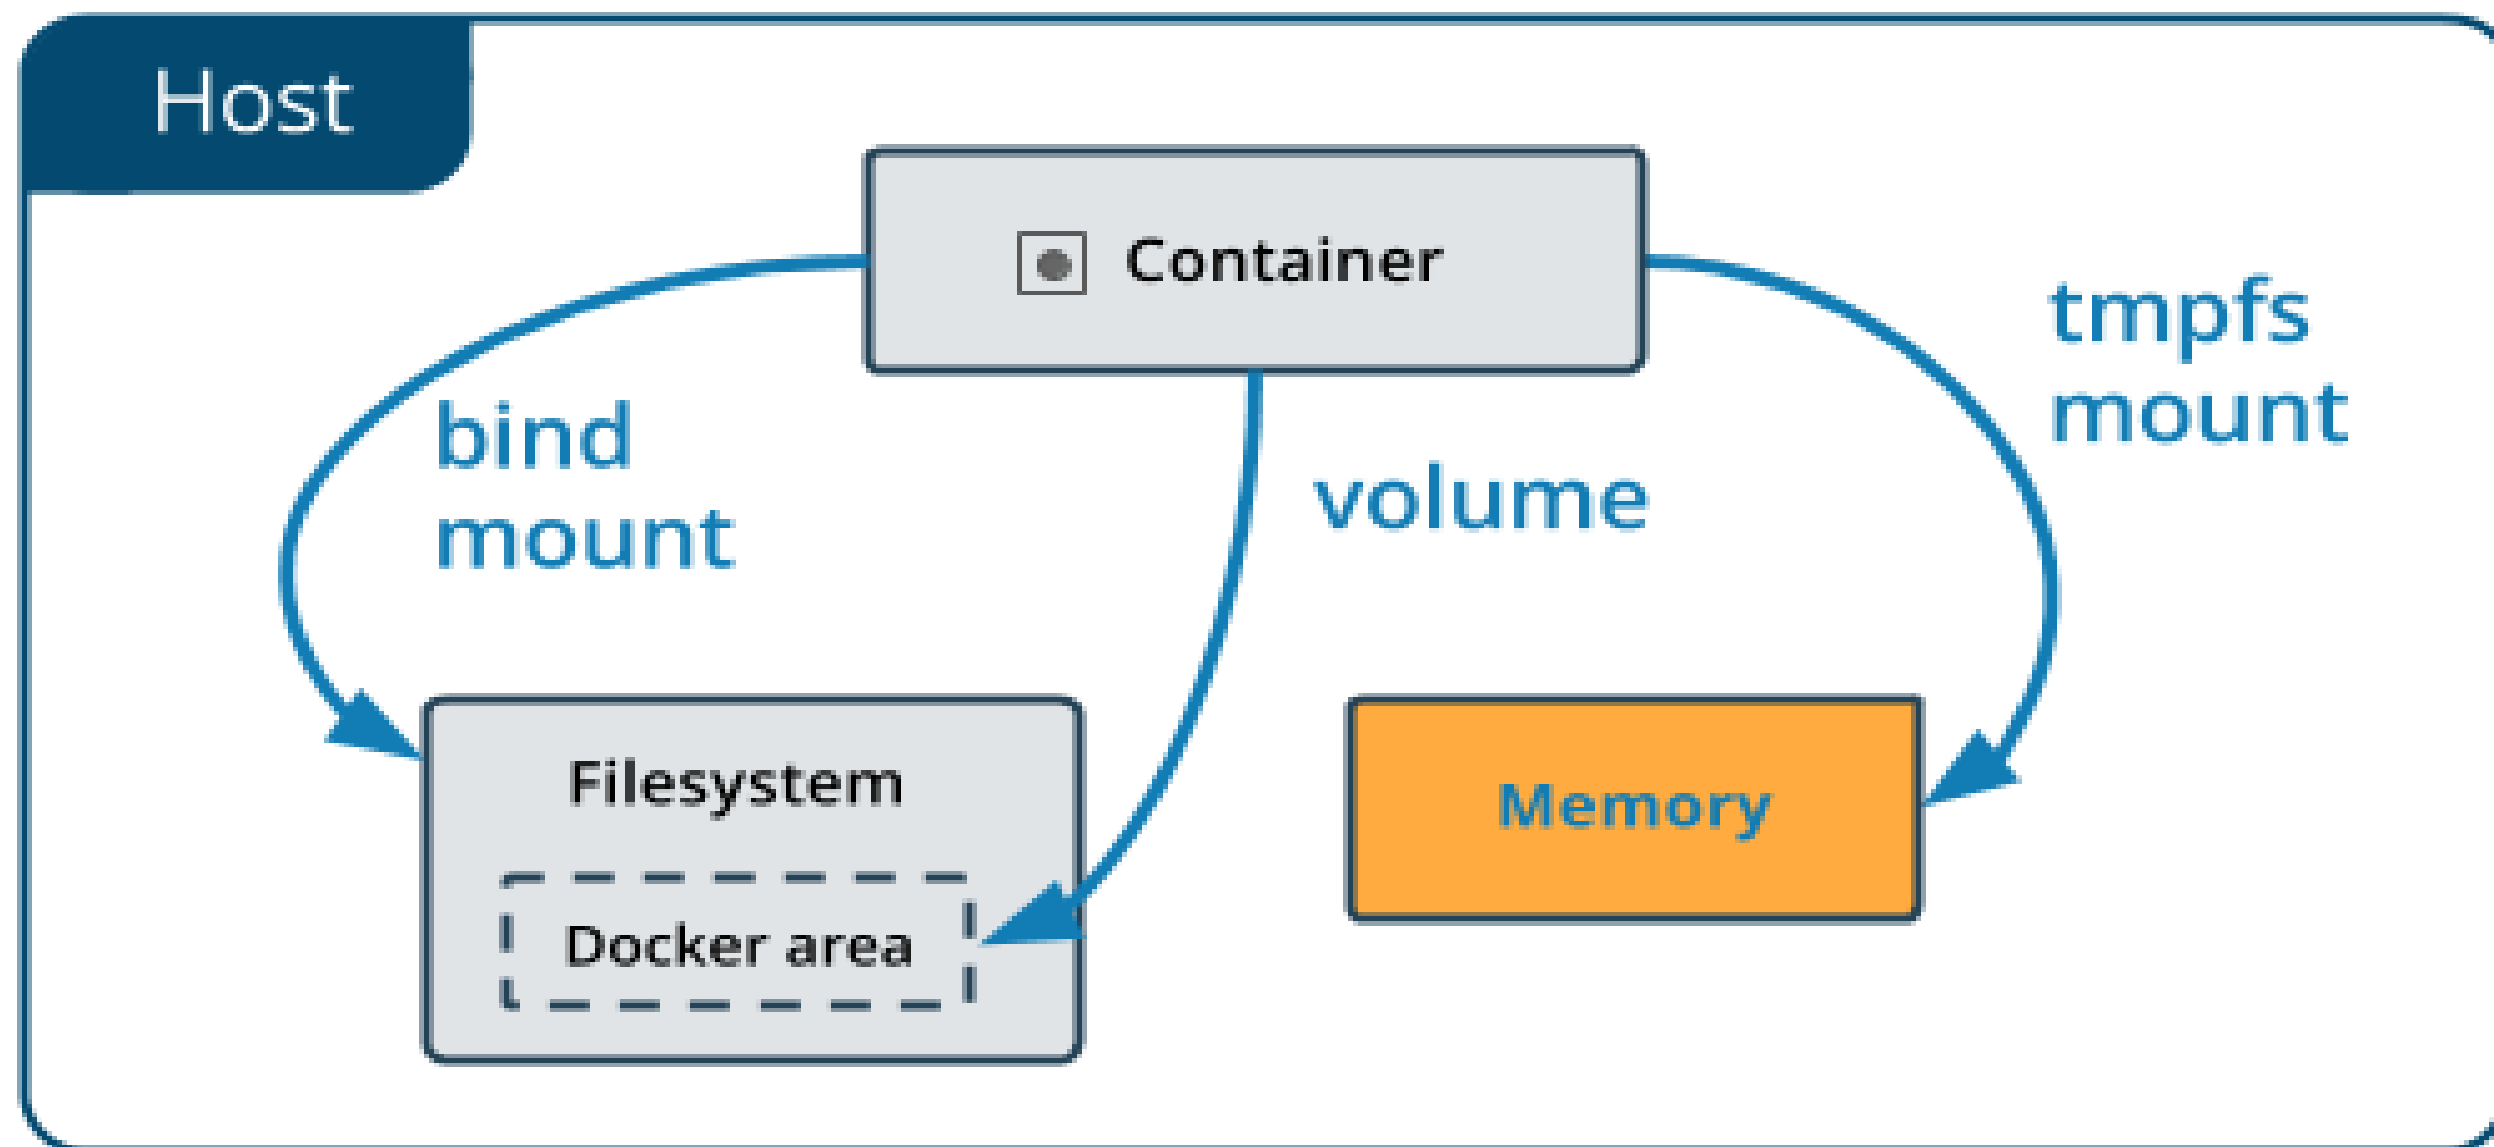 Host
Container
tmpfs
mount
bind
mount
volume
Filesystem
Memory
Docker area